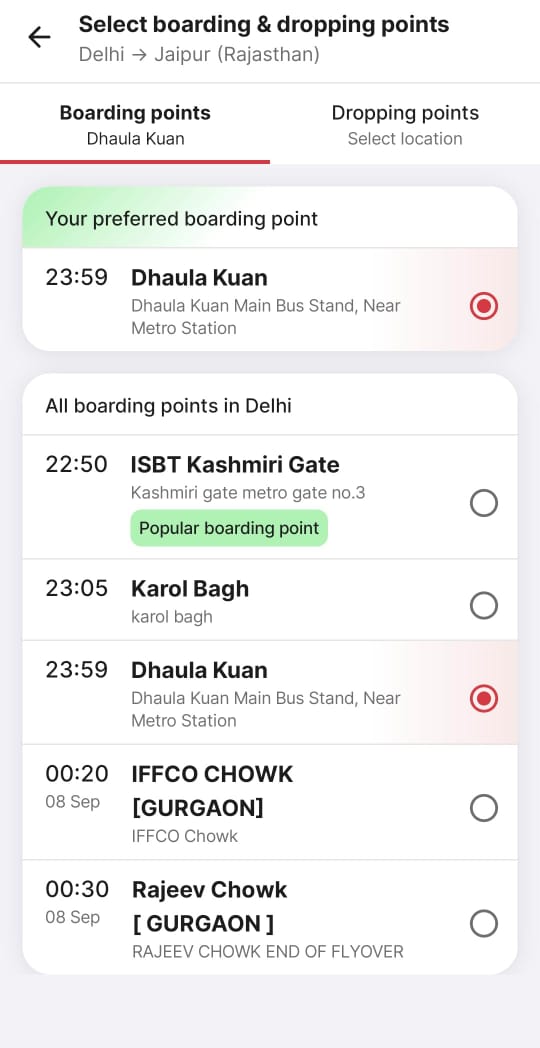 Select boarding & dropping points
Delhi → Jaipur (Rajasthan)
Boarding points
Dhaula Kuan
Dropping points
Select location
Your preferred boarding point
23:59
Dhaula Kuan
Dhaula Kuan Main Bus Stand, Near
Metro Station
All boarding points in Delhi
22:50
ISBT Kashmiri Gate
Kashmiri gate metro gate no.3
Popular boarding point
23:05
Karol Bagh
karol bagh
23:59
Dhaula Kuan
Dhaula Kuan Main Bus Stand, Near
Metro Station
00:20
08 Sep
IFFCO CHOWK
[GURGAON]
IFFCO Chowk
00:30
08 Sep
Rajeev Chowk
[ GURGAON ]
RAJEEV CHOWK END OF FLYOVER